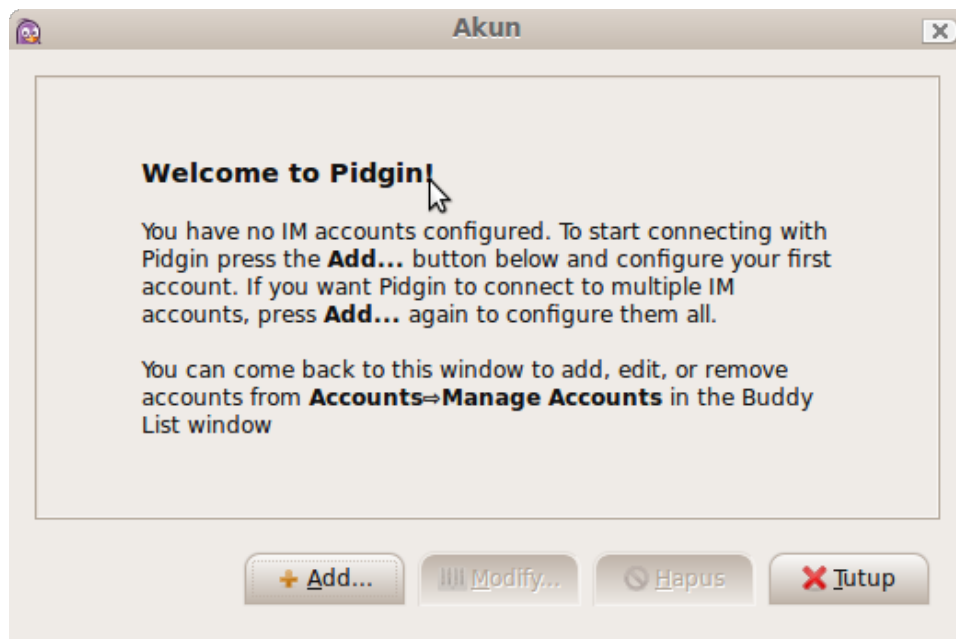 Akun
Welcome to Pidgin!
You have no IM accounts configured. To start connecting with
Pidgin press the Add... button below and configure your first
account. If you want Pidgin to connect to multiple IM
accounts, press Add... again to configure them all.
You can come back to this window to add, edit, or remove
accounts from Accounts⇨Manage Accounts in the Buddy
List window
Add... Modify... Hapus Tutup